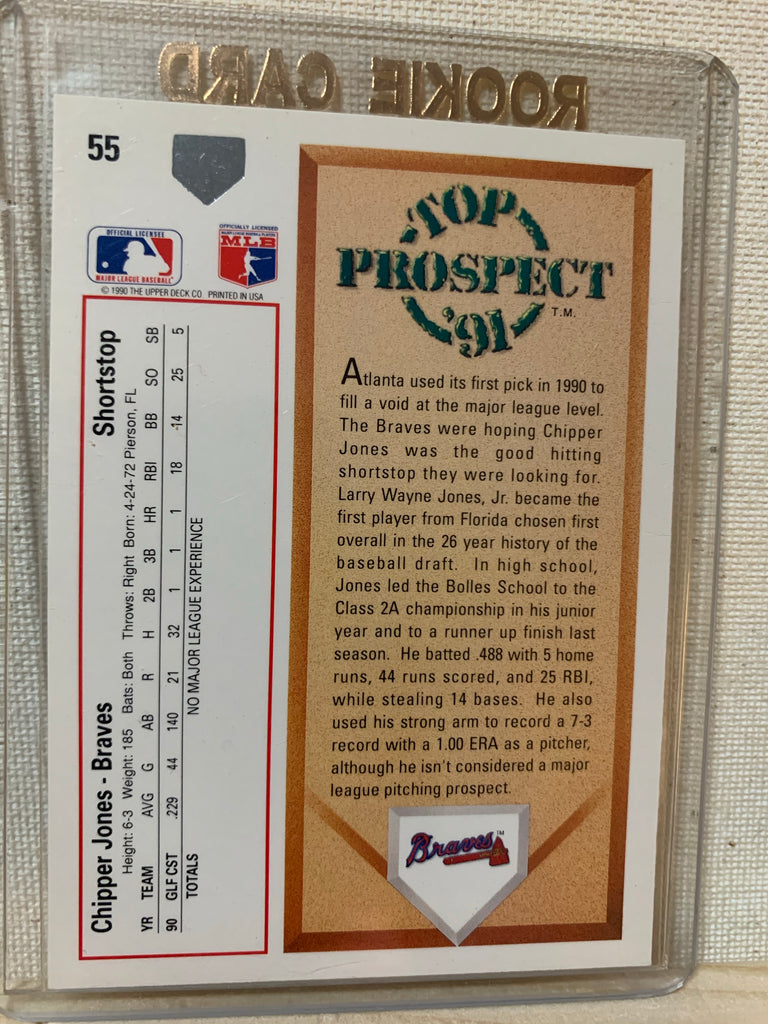 ROOKIE CARD
55
OFFICIAL LICENSEE
MAJOR LEAGUE BASEBALL
OFFICIALLY LICENSED
MLB
© 1990 THE UPPER DECK CO. PRINTED IN USA
Chipper Jones - Braves Shortstop
Height: 6-3 Weight: 185 Bats: Both Throws: Right Born: 4-24-72 Pierson, FL
YR TEAM AVG G AB R H 2B 3B HR RBI BB SO SB
90 GLF CST .229 44 140 21 32 1 1 1 18 -14 25 5
TOTALS NO MAJOR LEAGUE EXPERIENCE
TOP
PROSPECT
'91
T.M.
Atlanta used its first pick in 1990 to
fill a void at the major league level.
The Braves were hoping Chipper
Jones was the good hitting
shortstop they were looking for.
Larry Wayne Jones, Jr. became the
first player from Florida chosen first
overall in the 26 year history of the
baseball draft. In high school,
Jones led the Bolles School to the
Class 2A championship in his junior
year and to a runner up finish last
season. He batted .488 with 5 home
runs, 44 runs scored, and 25 RBI,
while stealing 14 bases. He also
used his strong arm to record a 7-3
record with a 1.00 ERA as a pitcher,
although he isn't considered a major
league pitching prospect.
Braves TM